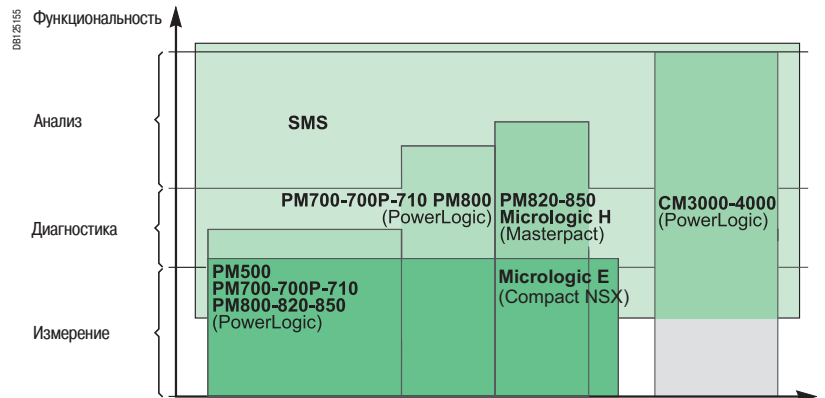 DB125155
Функциональность
Анализ
SMS
PM700-700P-710 PM800
(PowerLogic)
PM820-850
Micrologic H
(Masterpact)
CM3000-4000
(PowerLogic)
Диагностика
PM500
PM700-700P-710
PM800-820-850
(PowerLogic)
Micrologic E
(Compact NSX)
Измерение